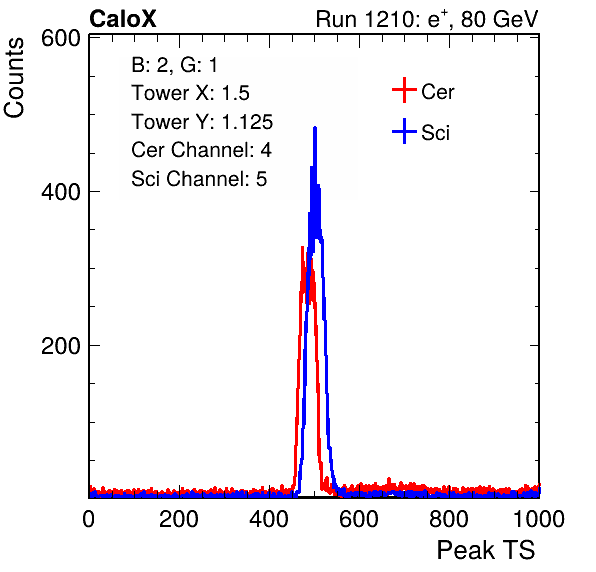 CaloX Run 1210: e⁺, 80 GeV
Counts
600
400
200
B: 2, G: 1
Tower X: 1.5
Tower Y: 1.125
Cer Channel: 4
Sci Channel: 5
Cer
Sci
0 200 400 600 800 1000
Peak TS